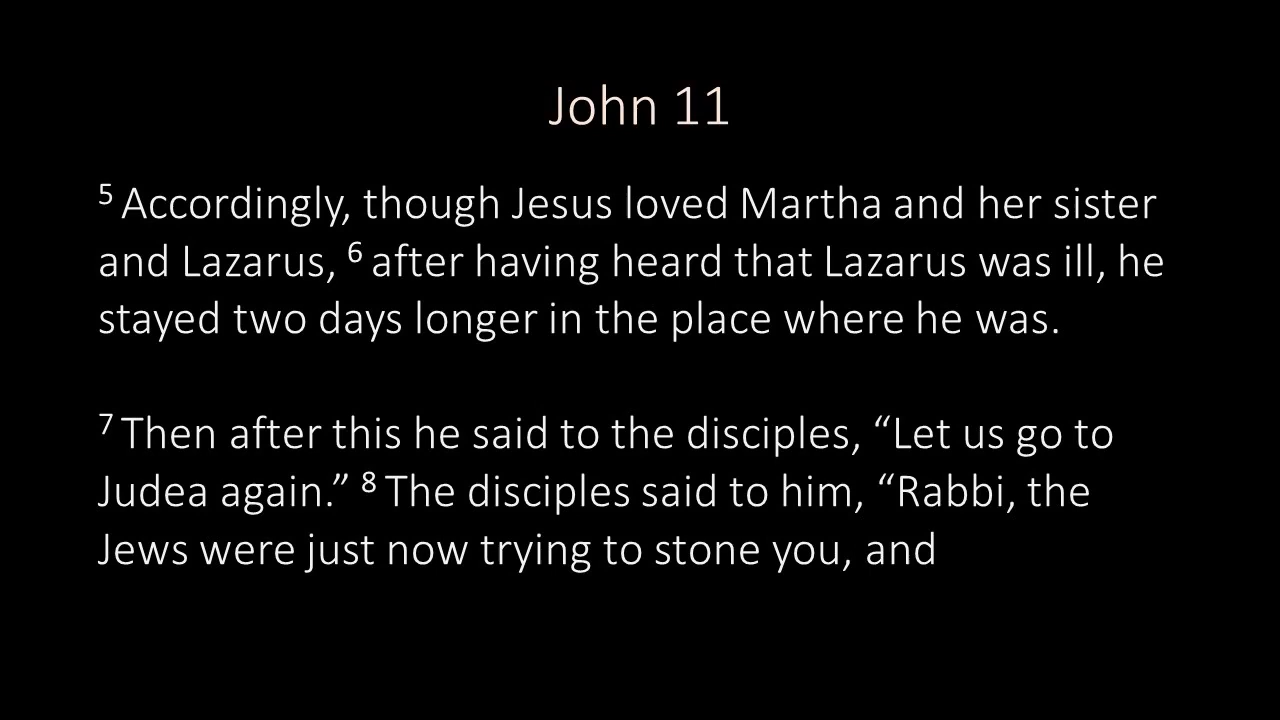 John 11
5 Accordingly, though Jesus loved Martha and her sister
and Lazarus, 6 after having heard that Lazarus was ill, he
stayed two days longer in the place where he was.
7 Then after this he said to the disciples, “Let us go to
Judea again.” 8 The disciples said to him, “Rabbi, the
Jews were just now trying to stone you, and